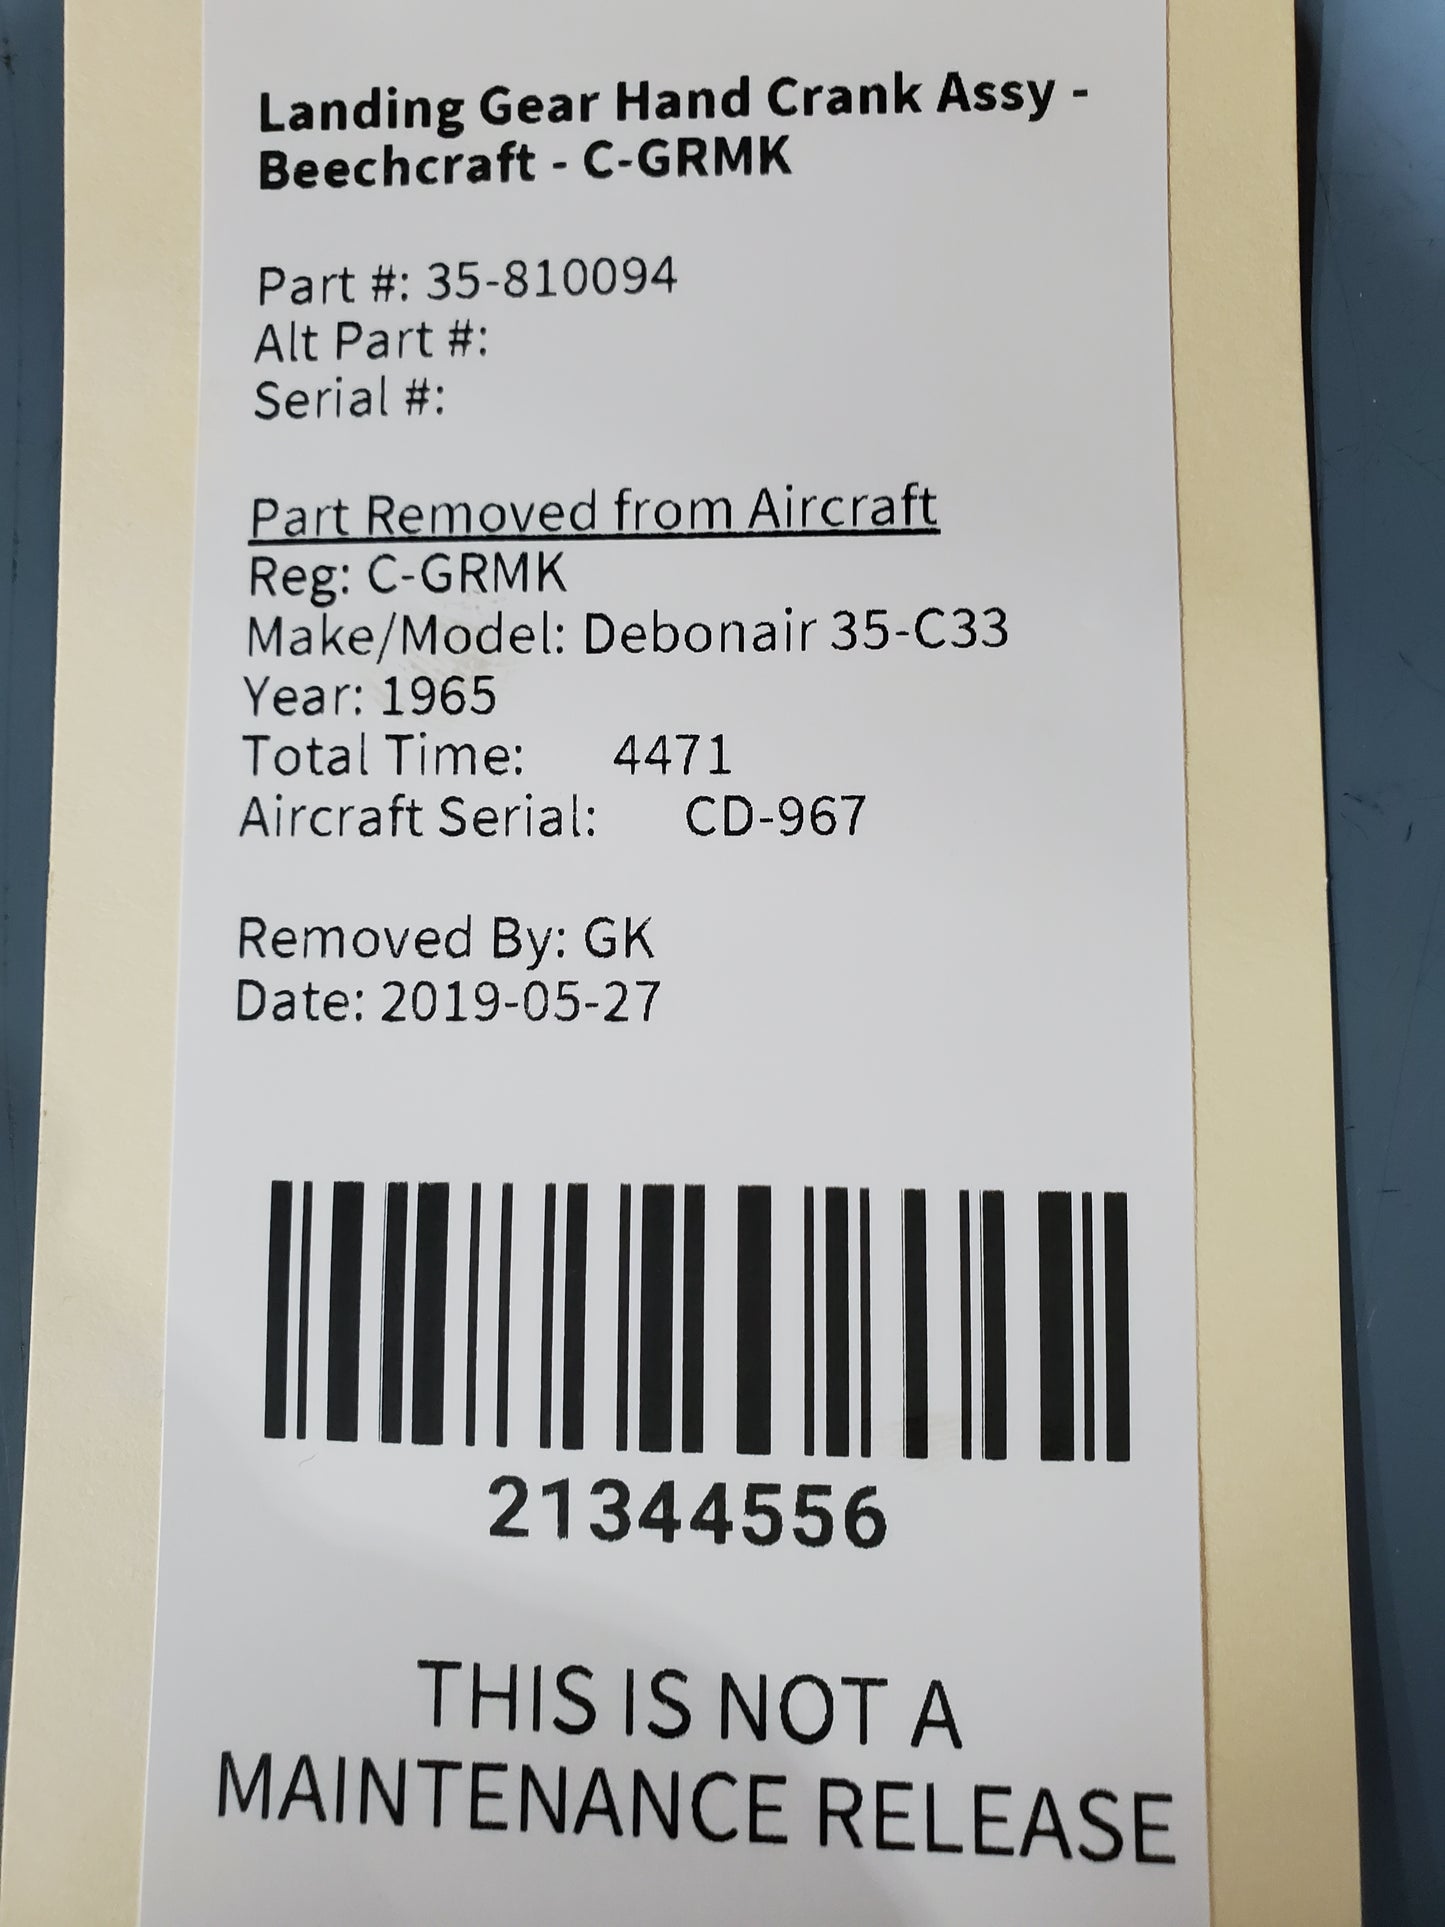 Landing Gear Hand Crank Assy -
Beechcraft - C-GRMK
Part #: 35-810094
Alt Part #:
Serial #:
Part Removed from Aircraft
Reg: C-GRMK
Make/Model: Debonair 35-C33
Year: 1965
Total Time: 4471
Aircraft Serial: CD-967
Removed By: GK
Date: 2019-05-27
21344556
THIS IS NOT A
MAINTENANCE RELEASE